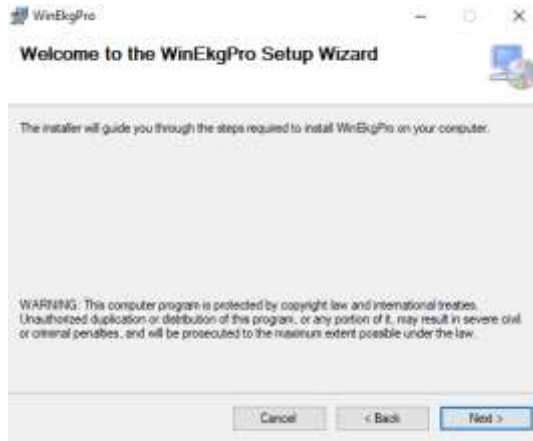 WinEkgPro
Welcome to the WinEkgPro Setup Wizard
The installer will guide you through the steps required to install WinEkgPro on your computer.
WARNING: This computer program is protected by copyright law and international treaties.
Unauthorized duplication or distribution of this program, or any portion of it, may result in severe civil
or criminal penalties, and will be prosecuted to the maximum extent possible under the law.
Cancel
< Back
Next >